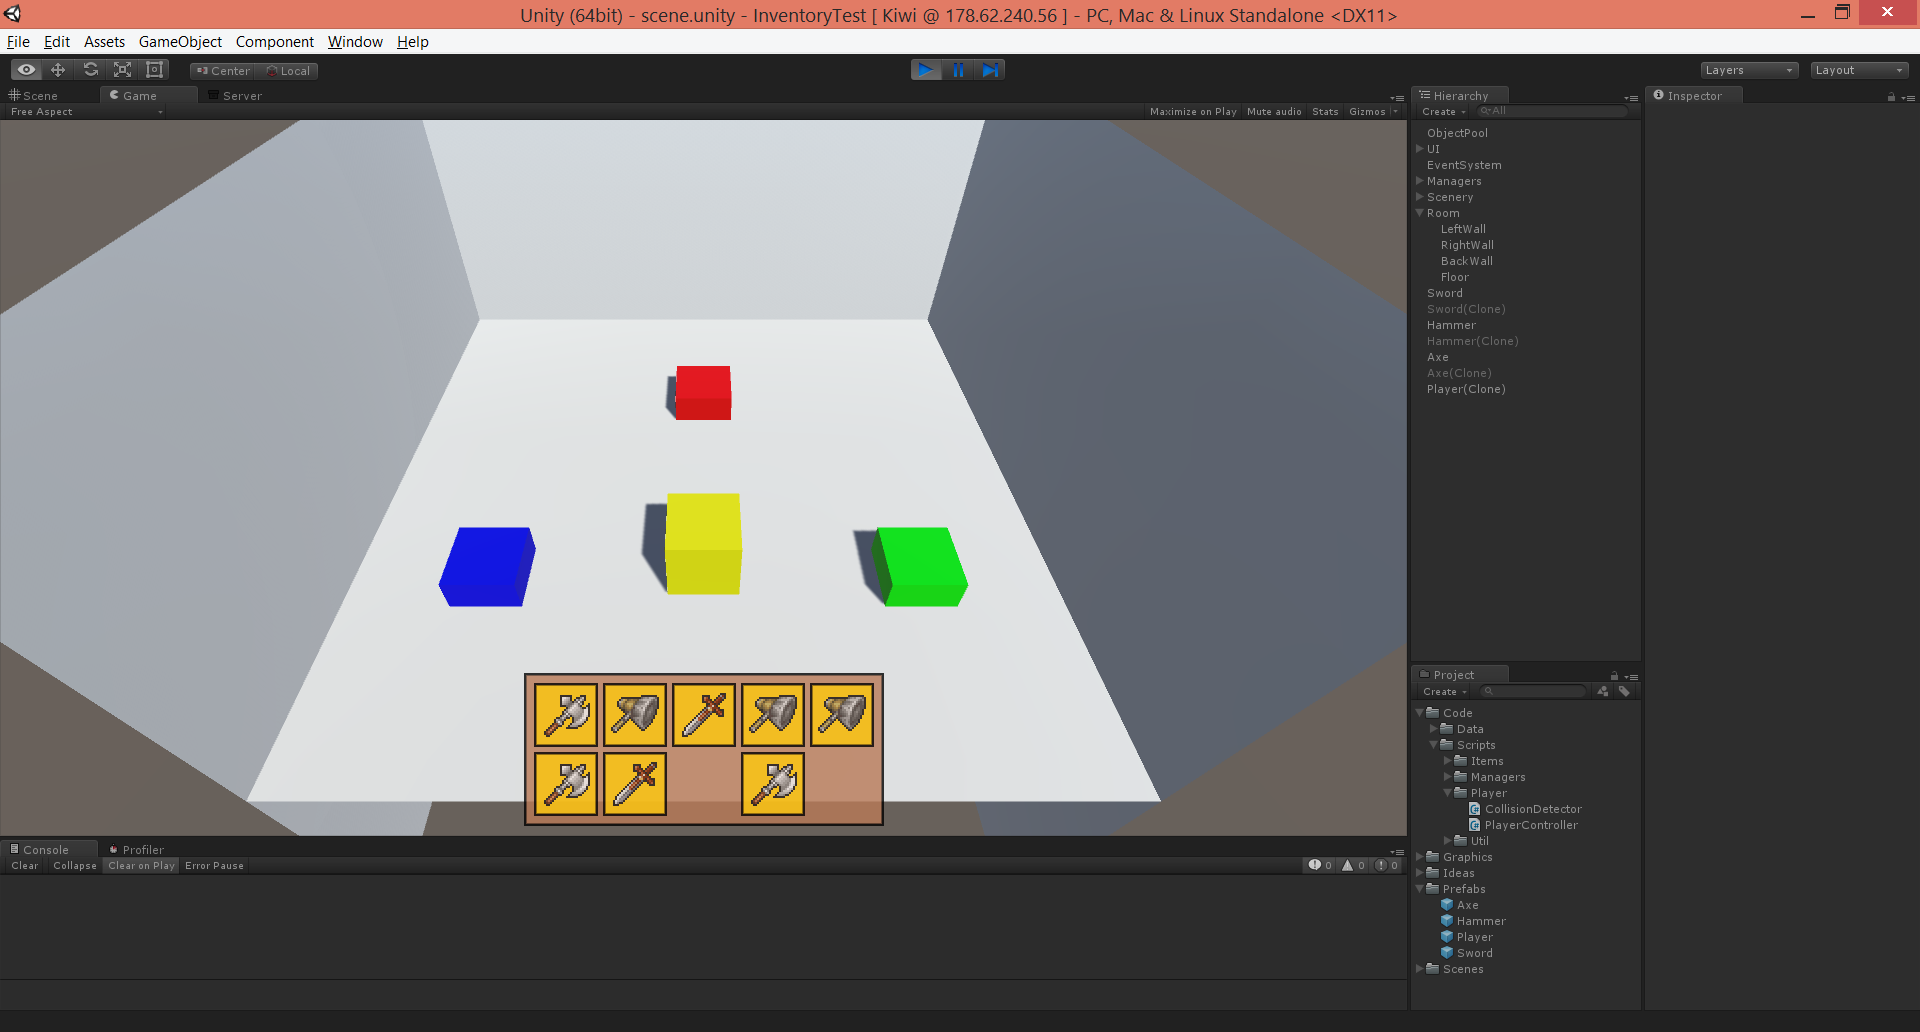 Unity (64bit) - scene.unity - InventoryTest [ Kiwi @ 178.62.240.56 ] - PC, Mac & Linux Standalone <DX11>
File Edit Assets GameObject Component Window Help
Center Local
Layers
Layout
Scene
Game
Server
Free Aspect
Maximize on Play Mute audio Stats Gizmos
Hierarchy
Create
All
ObjectPool
UI
EventSystem
Managers
Scenery
Room
LeftWall
RightWall
BackWall
Floor
Sword
Sword(Clone)
Hammer
Hammer(Clone)
Axe
Axe(Clone)
Player(Clone)
Inspector
Project
Create
Code
Data
Scripts
Items
Managers
Player
CollisionDetector
PlayerController
Util
Graphics
Ideas
Prefabs
Axe
Hammer
Player
Sword
Scenes
Console
Profiler
Clear Collapse Clear on Play Error Pause
0 0 0